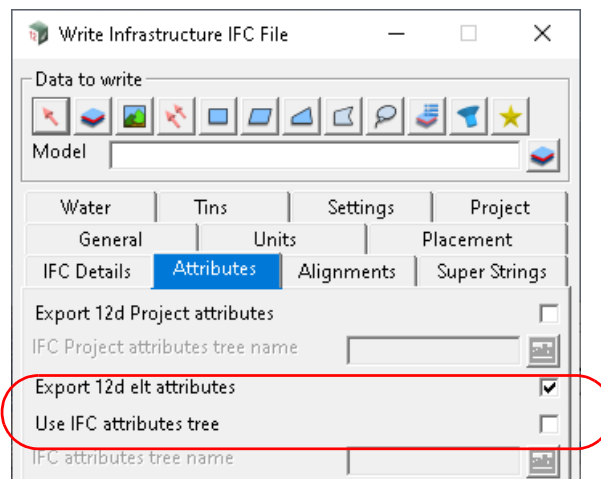 Write Infrastructure IFC File
Data to write
Model
Water Tins Settings Project
General Units Placement
IFC Details Attributes Alignments Super Strings
Export 12d Project attributes
IFC Project attributes tree name
Export 12d elt attributes
Use IFC attributes tree
IFC attributes tree name